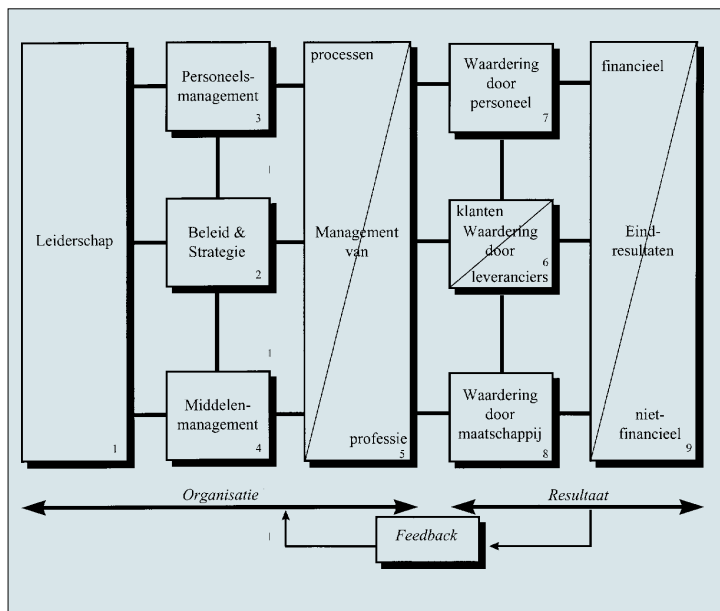 Leiderschap
1
Personeels-
management
3
Beleid &
Strategie
2
Middelen-
management
4
processen
Management
van
professie
5
Waardering
door
personeel
7
klanten
Waardering
door
6
leveranciers
Waardering
door
maatschappij
8
financieel
Eind-
resultaten
niet-
financieel
9
Organisatie
Resultaat
Feedback